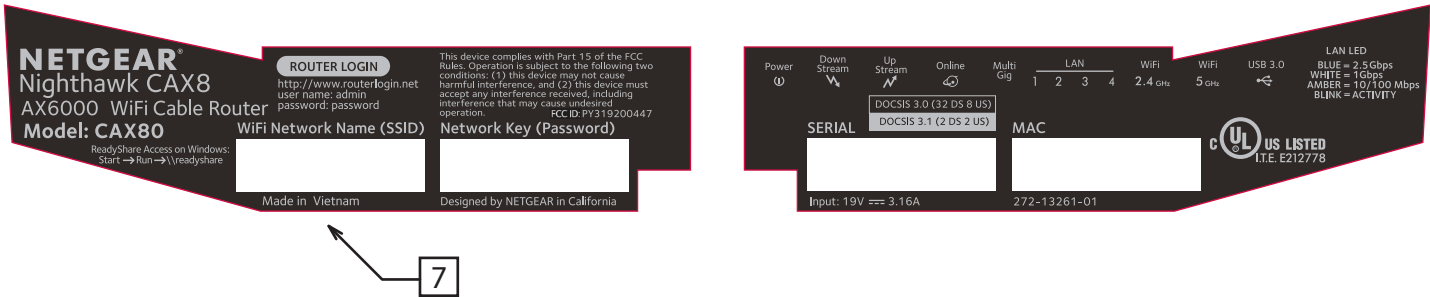 NETGEAR®
Nighthawk CAX8
AX6000 WiFi Cable Router
Model: CAX80
ReadyShare Access on Windows:
Start → Run → \\readyshare
ROUTER LOGIN
http://www.routerlogin.net
user name: admin
password: password
This device complies with Part 15 of the FCC
Rules. Operation is subject to the following two
conditions: (1) this device may not cause
harmful interference, and (2) this device must
accept any interference received, including
interference that may cause undesired
operation. FCC ID: PY319200447
WiFi Network Name (SSID) Network Key (Password)
Made in Vietnam Designed by NETGEAR in California
7
Power Down Stream Up Stream Online Multi Gig LAN 1 2 3 4 WiFi 2.4 GHz WiFi 5 GHz USB 3.0
DOCSIS 3.0 (32 DS 8 US)
DOCSIS 3.1 (2 DS 2 US)
SERIAL MAC
Input: 19V ⎓ 3.16A 272-13261-01
LAN LED
BLUE = 2.5Gbps
WHITE = 1Gbps
AMBER = 10/100 Mbps
BLINK = ACTIVITY
C UL ® US LISTED
I.T.E. E212778